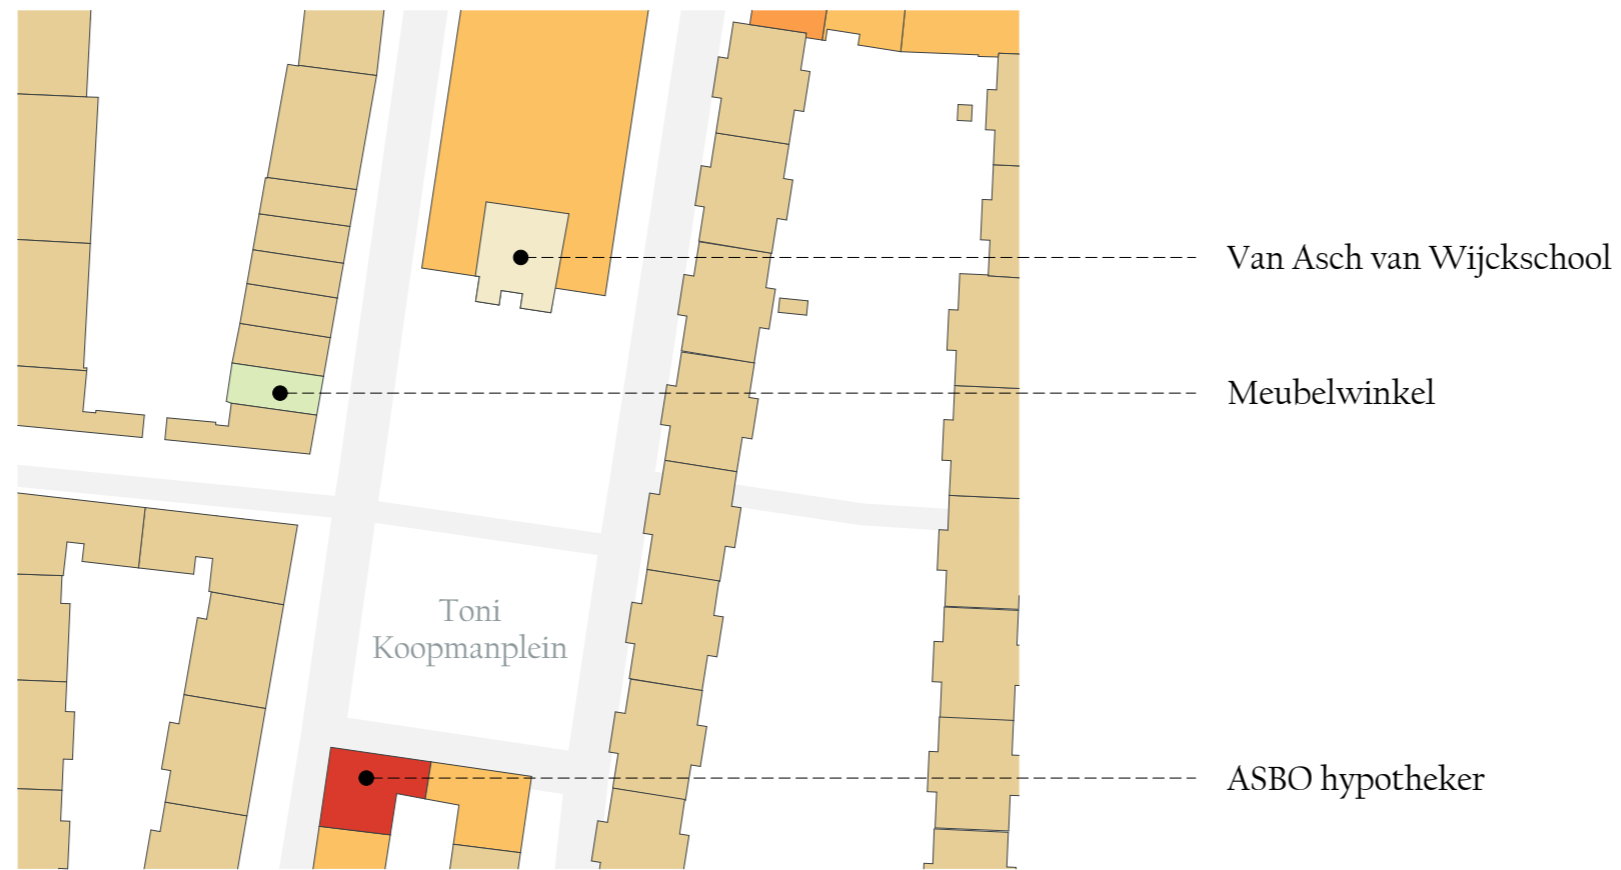 Van Asch van Wijckschool
Meubelwinkel
Toni
Koopmanplein
ASBO hypotheker